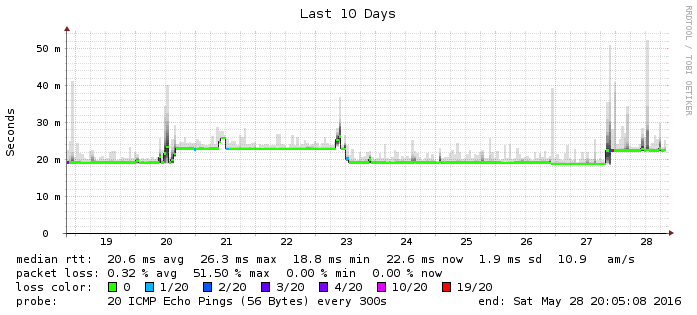 Last 10 Days
RRDTOOL / TOBI OETIKER
Seconds
50 m
40 m
30 m
20 m
10 m
0
19 20 21 22 23 24 25 26 27 28
median rtt: 20.6 ms avg 26.3 ms max 18.8 ms min 22.6 ms now 1.9 ms sd 10.9 am/s
packet loss: 0.32 % avg 51.50 % max 0.00 % min 0.00 % now
loss color: 0 1/20 2/20 3/20 4/20 10/20 19/20
probe: 20 ICMP Echo Pings (56 Bytes) every 300s end: Sat May 28 20:05:08 2016